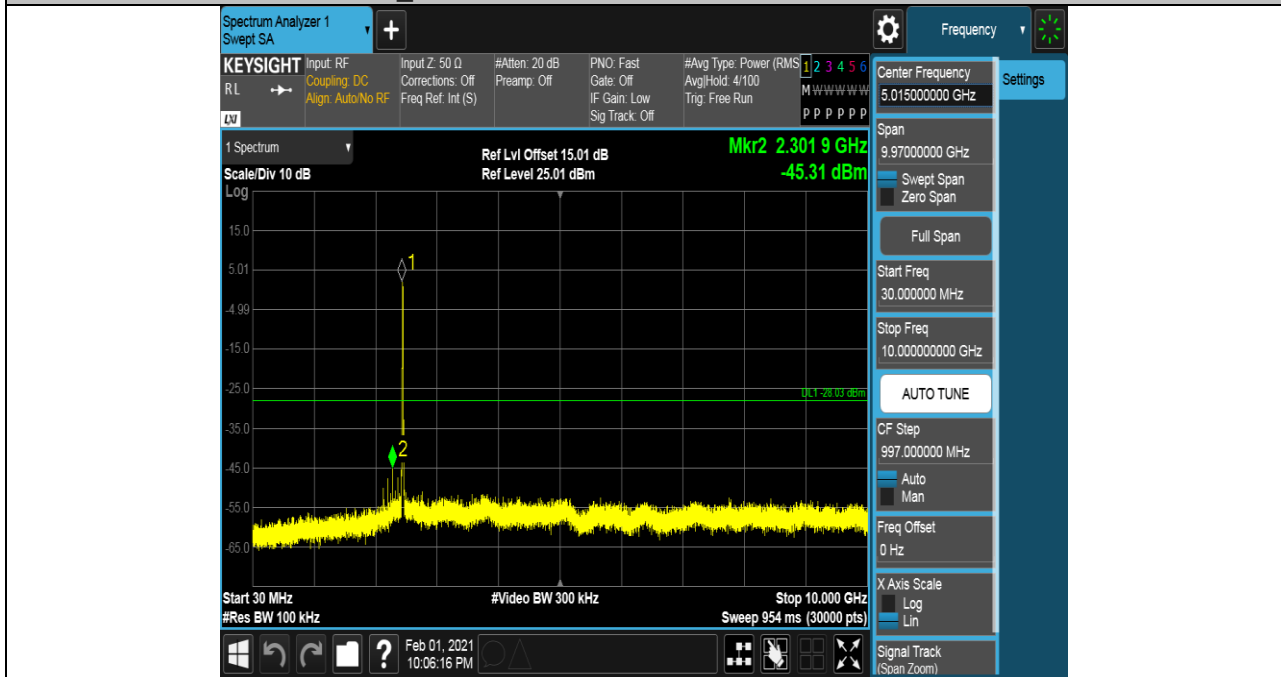 Spectrum Analyzer 1
Swept SA
+
Frequency
KEYSIGHT
RL
LXI
Input: RF
Coupling: DC
Align: Auto/No RF
Input Z: 50 Ω
Corrections: Off
Freq Ref: Int (S)
#Atten: 20 dB
Preamp: Off
PNO: Fast
Gate: Off
IF Gain: Low
Sig Track: Off
#Avg Type: Power (RMS
Avg|Hold: 4/100
Trig: Free Run
1 2 3 4 5 6
M W W W W W
P P P P P P
1 Spectrum
Scale/Div 10 dB
Ref Lvl Offset 15.01 dB
Ref Level 25.01 dBm
Mkr2 2.301 9 GHz
-45.31 dBm
Log
15.0
5.01
-4.99
-15.0
-25.0
-35.0
-45.0
-55.0
-65.0
1
2
DL1 -28.03 dBm
Start 30 MHz
#Res BW 100 kHz
#Video BW 300 kHz
Stop 10.000 GHz
Sweep 954 ms (30000 pts)
?
Feb 01, 2021
10:06:16 PM
Center Frequency
5.015000000 GHz
Span
9.97000000 GHz
Swept Span
Zero Span
Full Span
Start Freq
30.000000 MHz
Stop Freq
10.000000000 GHz
AUTO TUNE
CF Step
997.000000 MHz
Auto
Man
Freq Offset
0 Hz
X Axis Scale
Log
Lin
Signal Track
(Span Zoom)
Settings